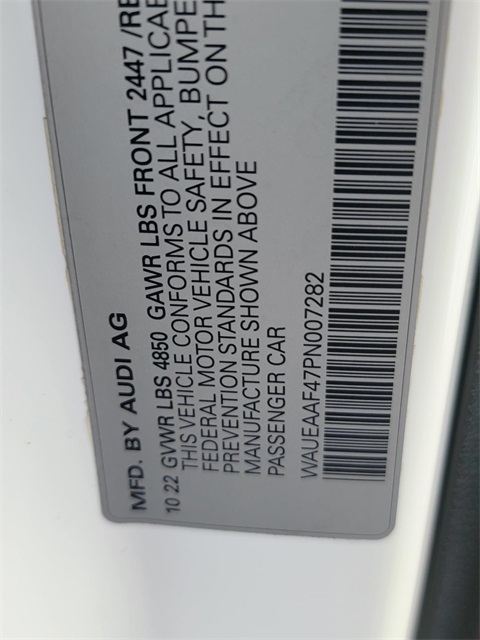 MFD. BY AUDI AG
10 22 GVWR LBS 4850 GAWR LBS FRONT 2447 /RE
THIS VEHICLE CONFORMS TO ALL APPLICAB
FEDERAL MOTOR VEHICLE SAFETY, BUMPE
PREVENTION STANDARDS IN EFFECT ON TH
MANUFACTURE SHOWN ABOVE
PASSENGER CAR
WAUEAAF47PN007282